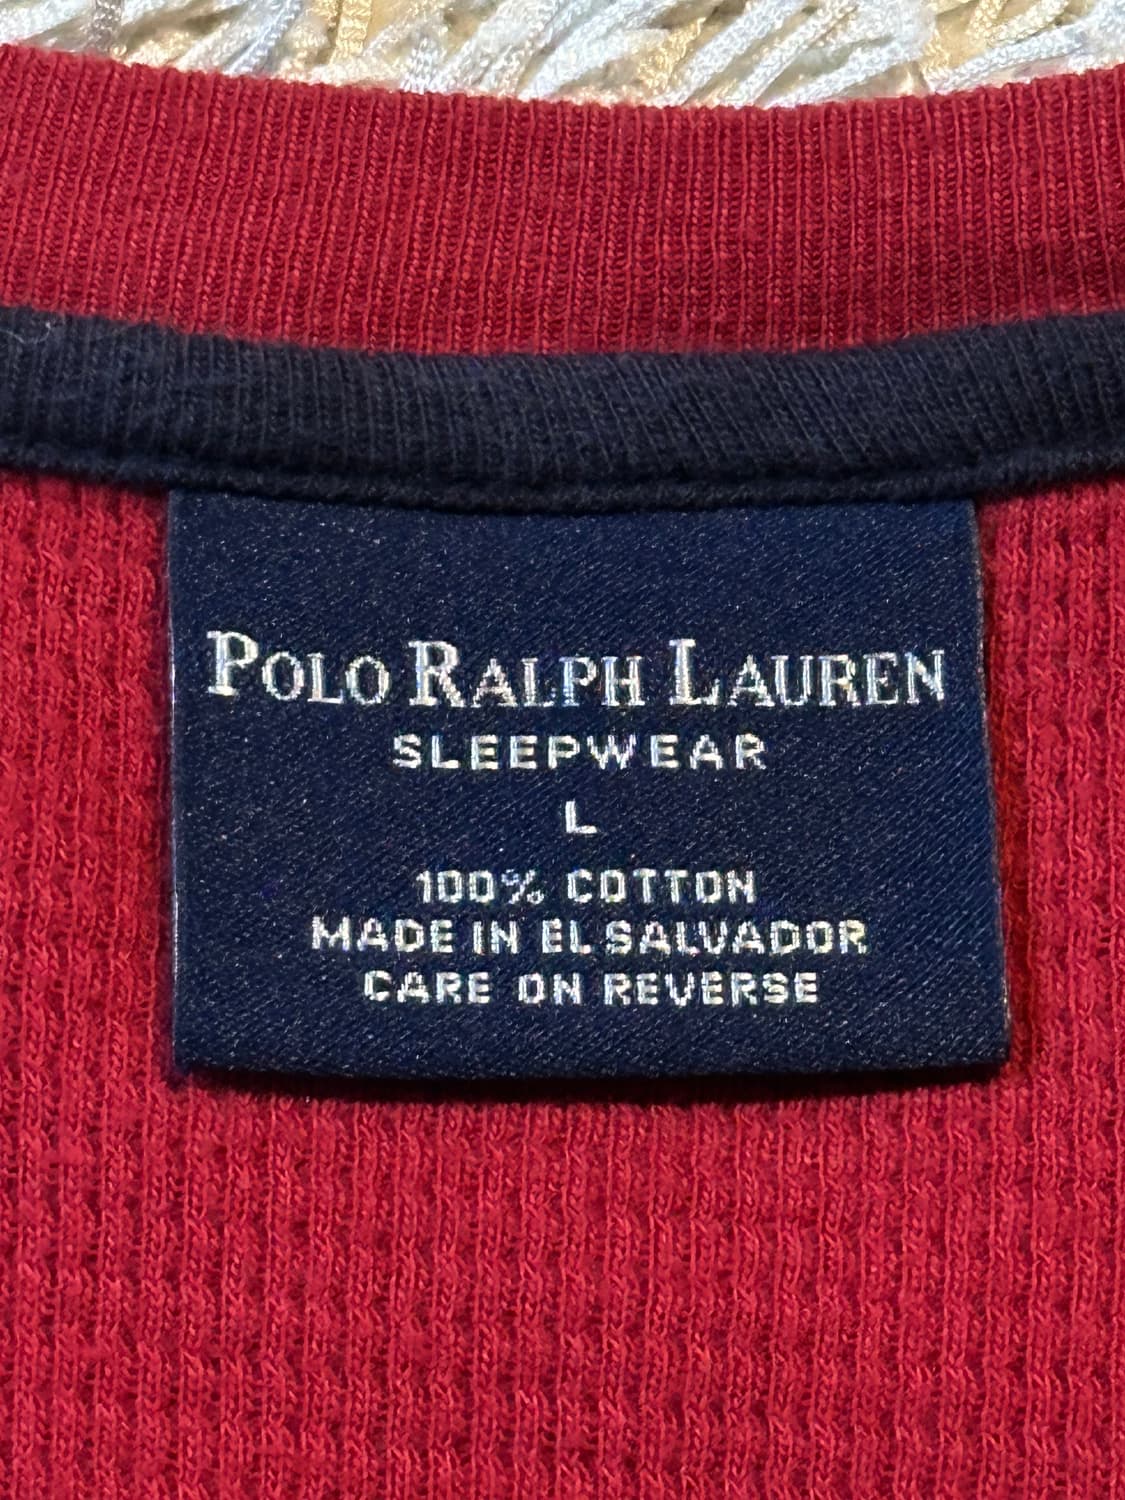 POLO RALPH LAUREN
SLEEPWEAR
L
100% COTTON
MADE IN EL SALVADOR
CARE ON REVERSE